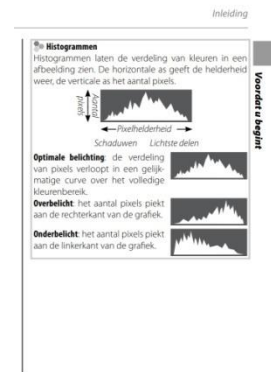 Inleiding
Histogrammen
Histogrammen laten de verdeling van kleuren in een
afbeelding zien. De horizontale as geeft de helderheid
weer, de verticale as het aantal pixels.
Aantal
pixels
Pixelhelderheid
Schaduwen Lichtste delen
Optimale belichting: de verdeling
van pixels verloopt in een gelijk-
matige curve over het volledige
kleurenbereik.
Overbelicht: het aantal pixels piekt
aan de rechterkant van de grafiek.
Onderbelicht: het aantal pixels piekt
aan de linkerkant van de grafiek.
Voordat u begint